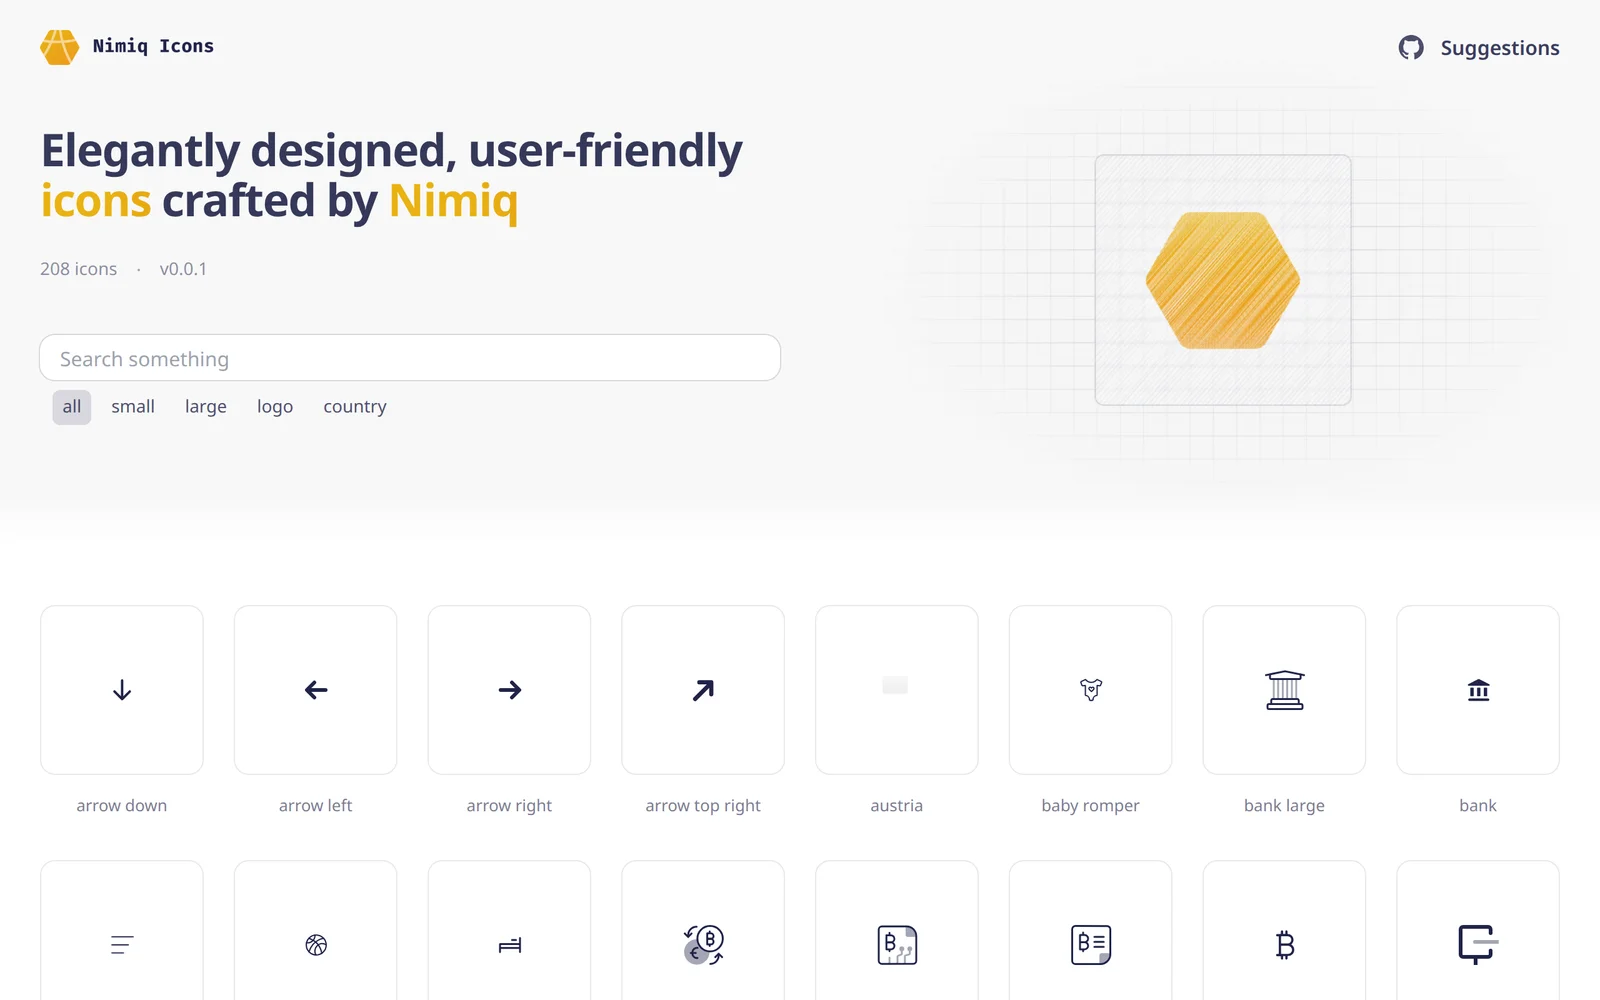 Nimiq Icons
Suggestions
Elegantly designed, user-friendly
icons crafted by Nimiq
208 icons · v0.0.1
Search something
all small large logo country
arrow down arrow left arrow right arrow top right austria baby romper bank large bank